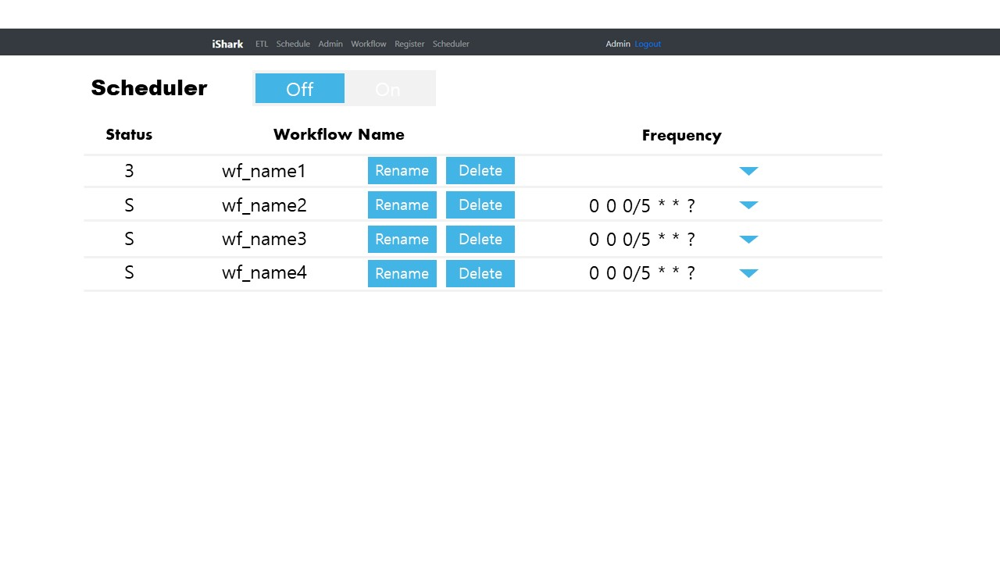 iShark ETL Schedule Admin Workflow Register Scheduler Admin Logout
Scheduler Off On
Status Workflow Name Frequency
3 wf_name1 Rename Delete
S wf_name2 Rename Delete 0 0 0/5 * * ?
S wf_name3 Rename Delete 0 0 0/5 * * ?
S wf_name4 Rename Delete 0 0 0/5 * * ?